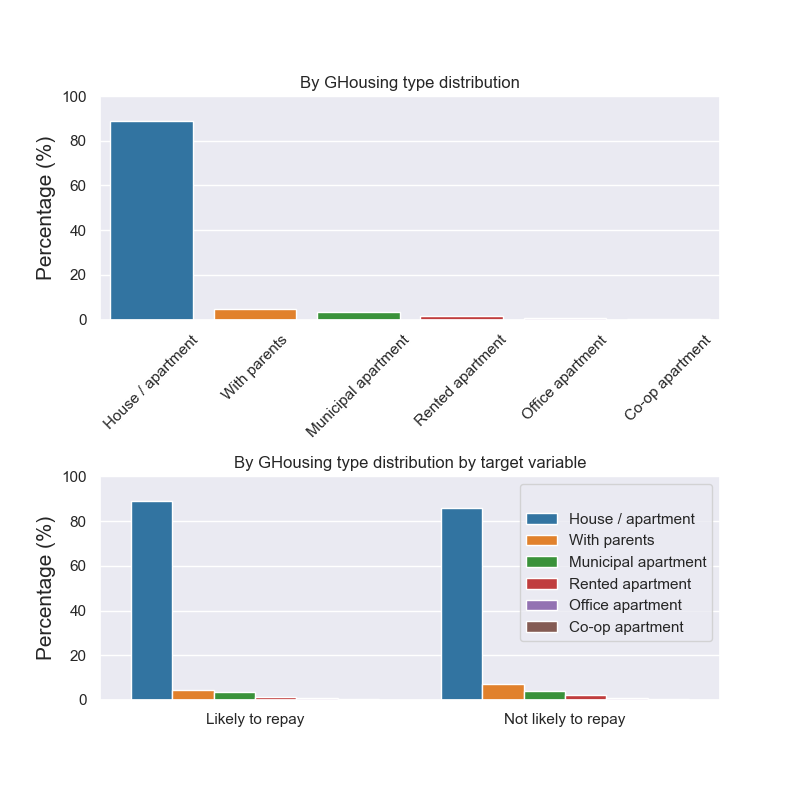 By GHousing type distribution
100
80
60
40
20
0
Percentage (%)
House / apartment
With parents
Municipal apartment
Rented apartment
Office apartment
Co-op apartment
By GHousing type distribution by target variable
100
80
60
40
20
0
Percentage (%)
House / apartment
With parents
Municipal apartment
Rented apartment
Office apartment
Co-op apartment
Likely to repay
Not likely to repay